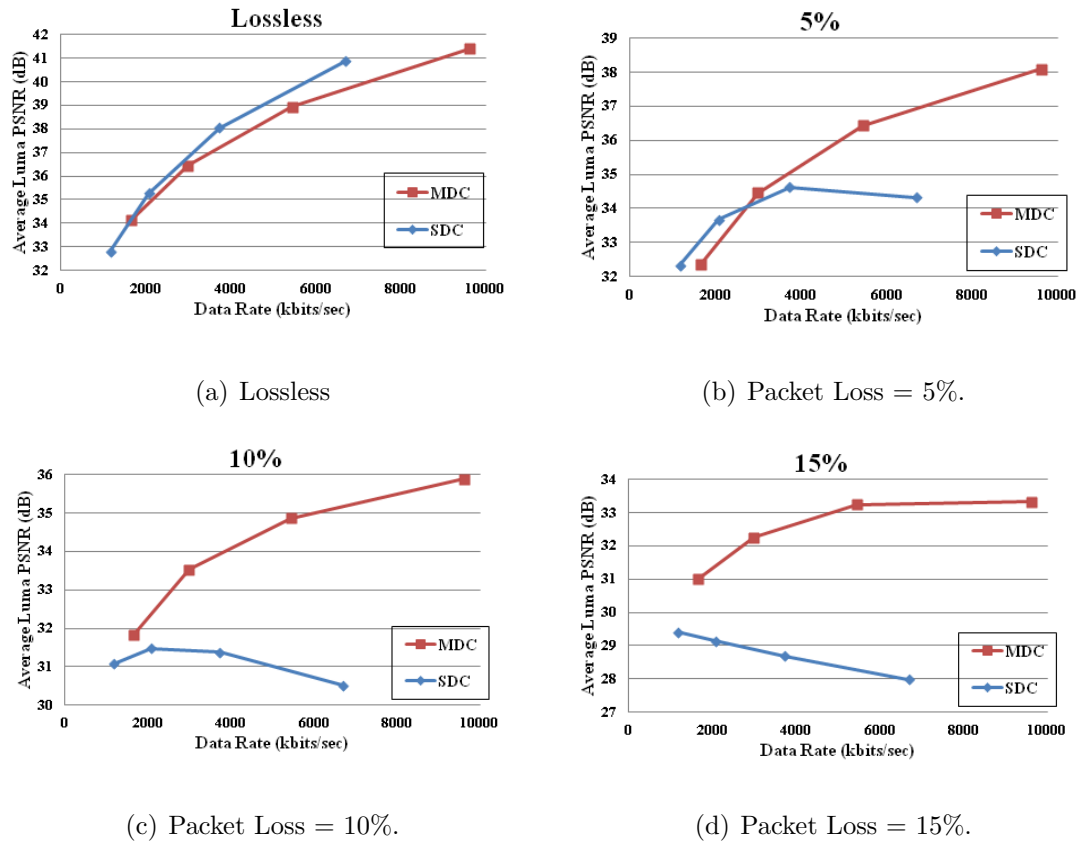 Lossless
Average Luma PSNR (dB)
42
41
40
39
38
37
36
35
34
33
32
0
2000
4000
6000
8000
10000
Data Rate (kbits/sec)
MDC
SDC
(a) Lossless
5%
Average Luma PSNR (dB)
39
38
37
36
35
34
33
32
0
2000
4000
6000
8000
10000
Data Rate (kbits/sec)
MDC
SDC
(b) Packet Loss = 5%.
10%
Average Luma PSNR (dB)
36
35
34
33
32
31
30
0
2000
4000
6000
8000
10000
Data Rate (kbits/sec)
MDC
SDC
(c) Packet Loss = 10%.
15%
Average Luma PSNR (dB)
34
33
32
31
30
29
28
27
0
2000
4000
6000
8000
10000
Data Rate (kbits/sec)
MDC
SDC
(d) Packet Loss = 15%.